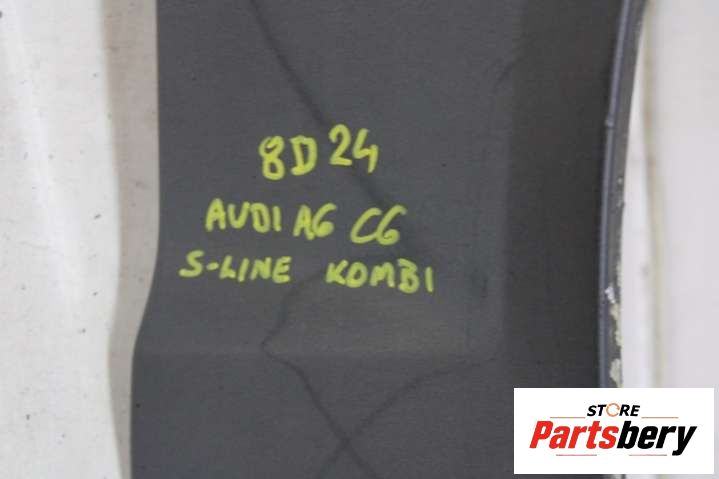 8D24
AUDI A6 C6
S-LINE KOMBI
STORE
Partsbery